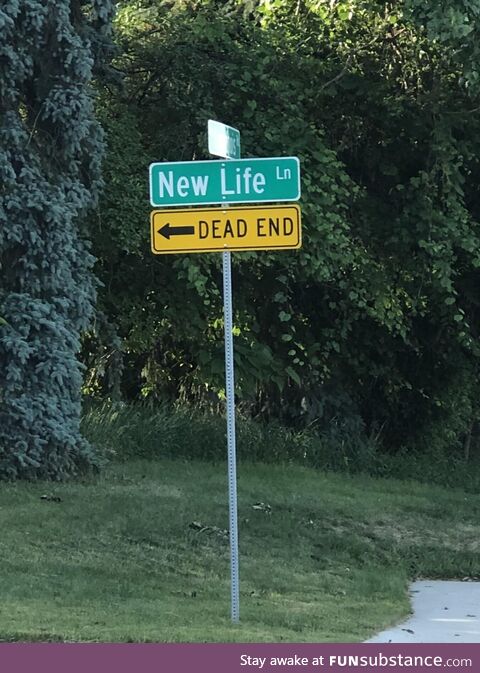 New Life Ln
DEAD END
Stay awake at FUNsubstance.com